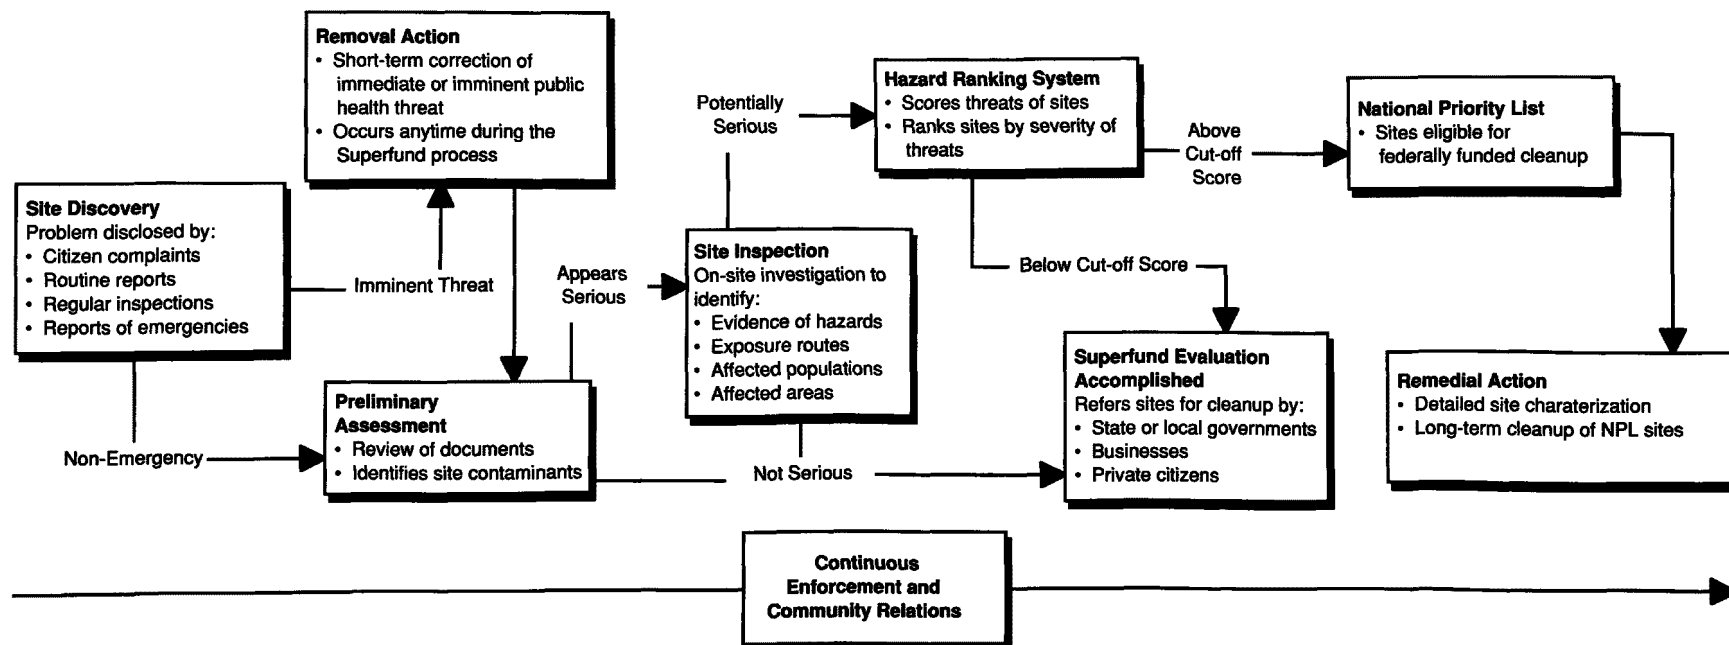 Removal Action
• Short-term correction of
immediate or imminent public
health threat
• Occurs anytime during the
Superfund process
Site Discovery
Problem disclosed by:
• Citizen complaints
• Routine reports
• Regular inspections
• Reports of emergencies
Imminent Threat
Non-Emergency
Preliminary
Assessment
• Review of documents
• Identifies site contaminants
Appears
Serious
Site Inspection
On-site investigation to
identify:
• Evidence of hazards
• Exposure routes
• Affected populations
• Affected areas
Potentially
Serious
Not Serious
Hazard Ranking System
• Scores threats of sites
• Ranks sites by severity of
threats
Above
Cut-off
Score
Below Cut-off Score
National Priority List
• Sites eligible for
federally funded cleanup
Superfund Evaluation
Accomplished
Refers sites for cleanup by:
• State or local governments
• Businesses
• Private citizens
Remedial Action
• Detailed site charaterization
• Long-term cleanup of NPL sites
Continuous
Enforcement and
Community Relations